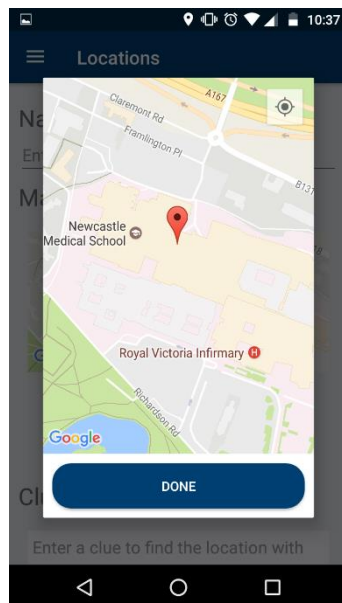 10:37
Locations
A167
Claremont Rd
Framlington Pl
B131
Newcastle
Medical School
Royal Victoria Infirmary H
Richardson Rd
Google
DONE
Enter a clue to find the location with